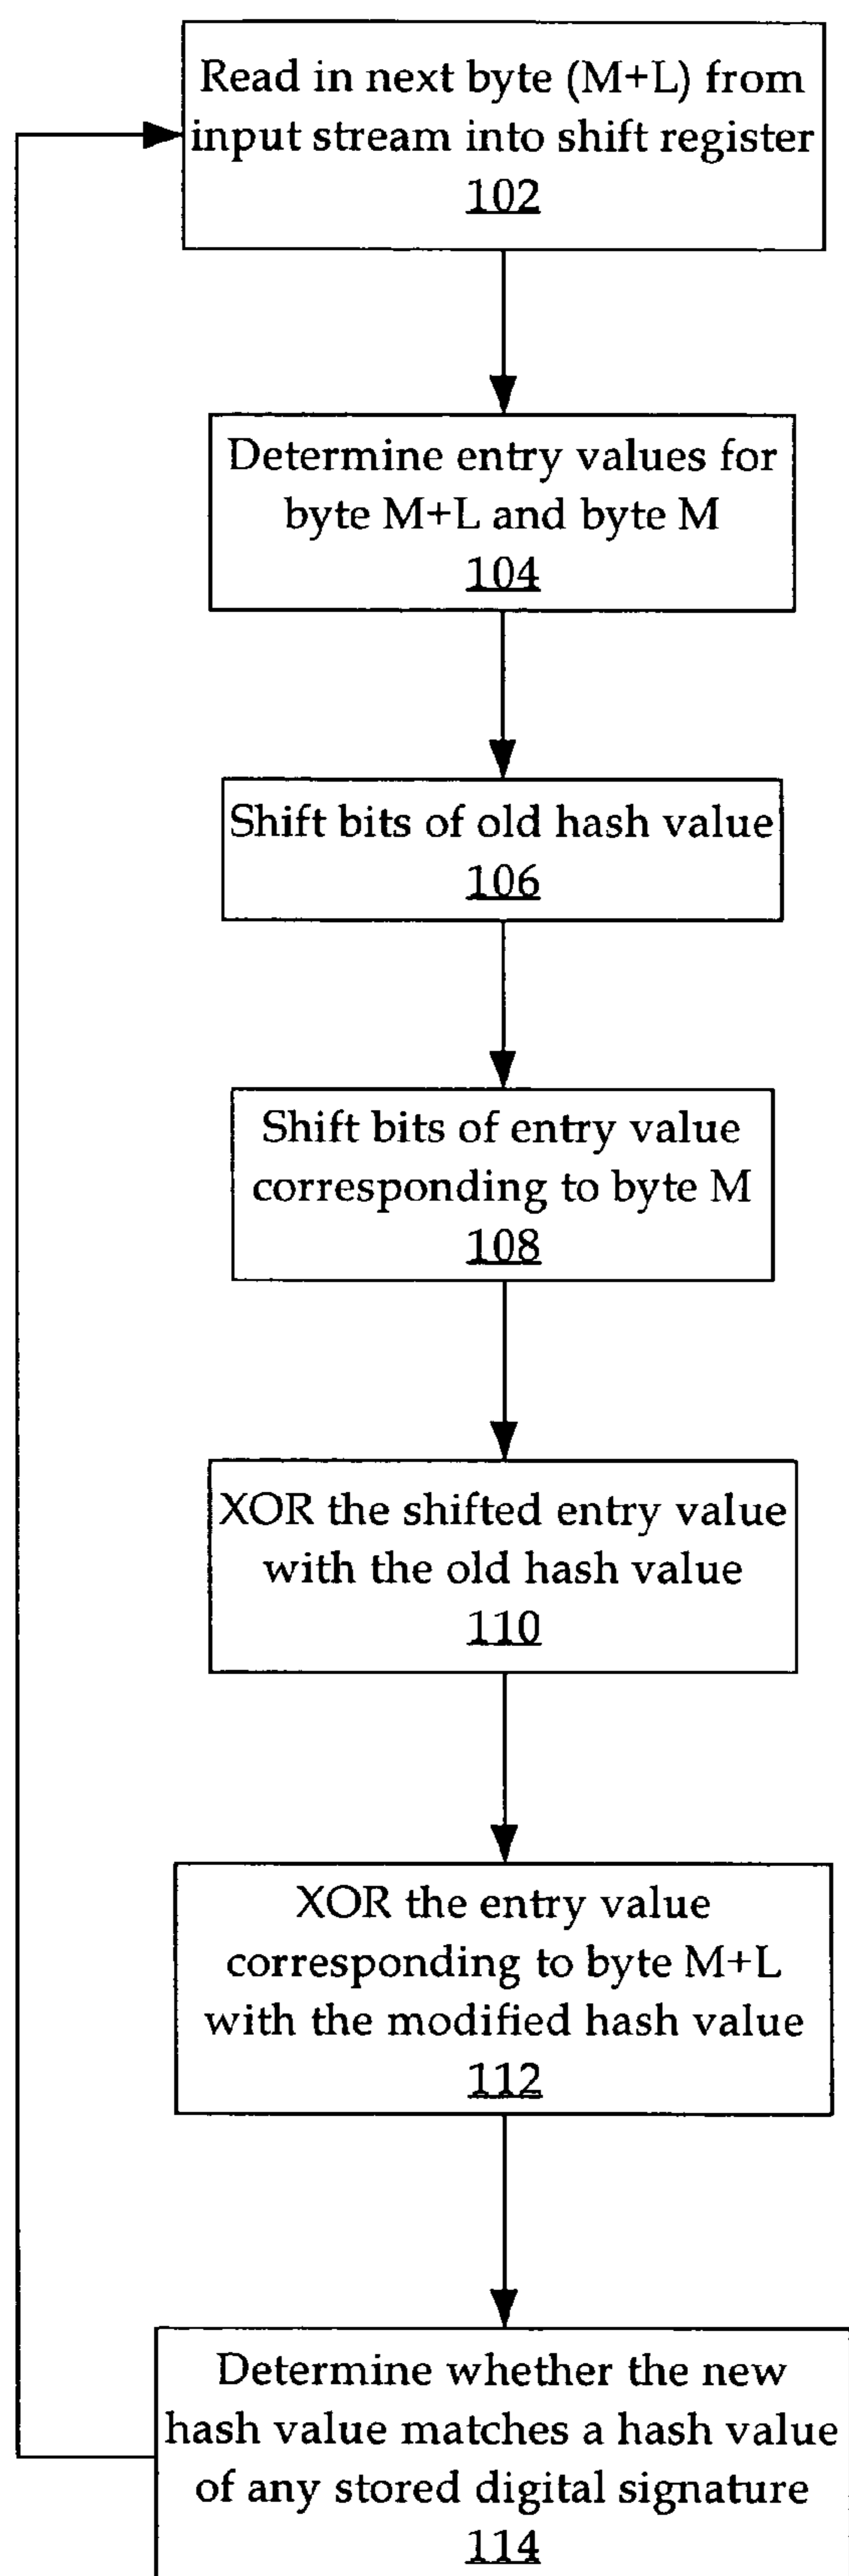 Read in next byte (M+L) from
input stream into shift register
102
Determine entry values for
byte M+L and byte M
104
Shift bits of old hash value
106
Shift bits of entry value
corresponding to byte M
108
XOR the shifted entry value
with the old hash value
110
XOR the entry value
corresponding to byte M+L
with the modified hash value
112
Determine whether the new
hash value matches a hash value
of any stored digital signature
114